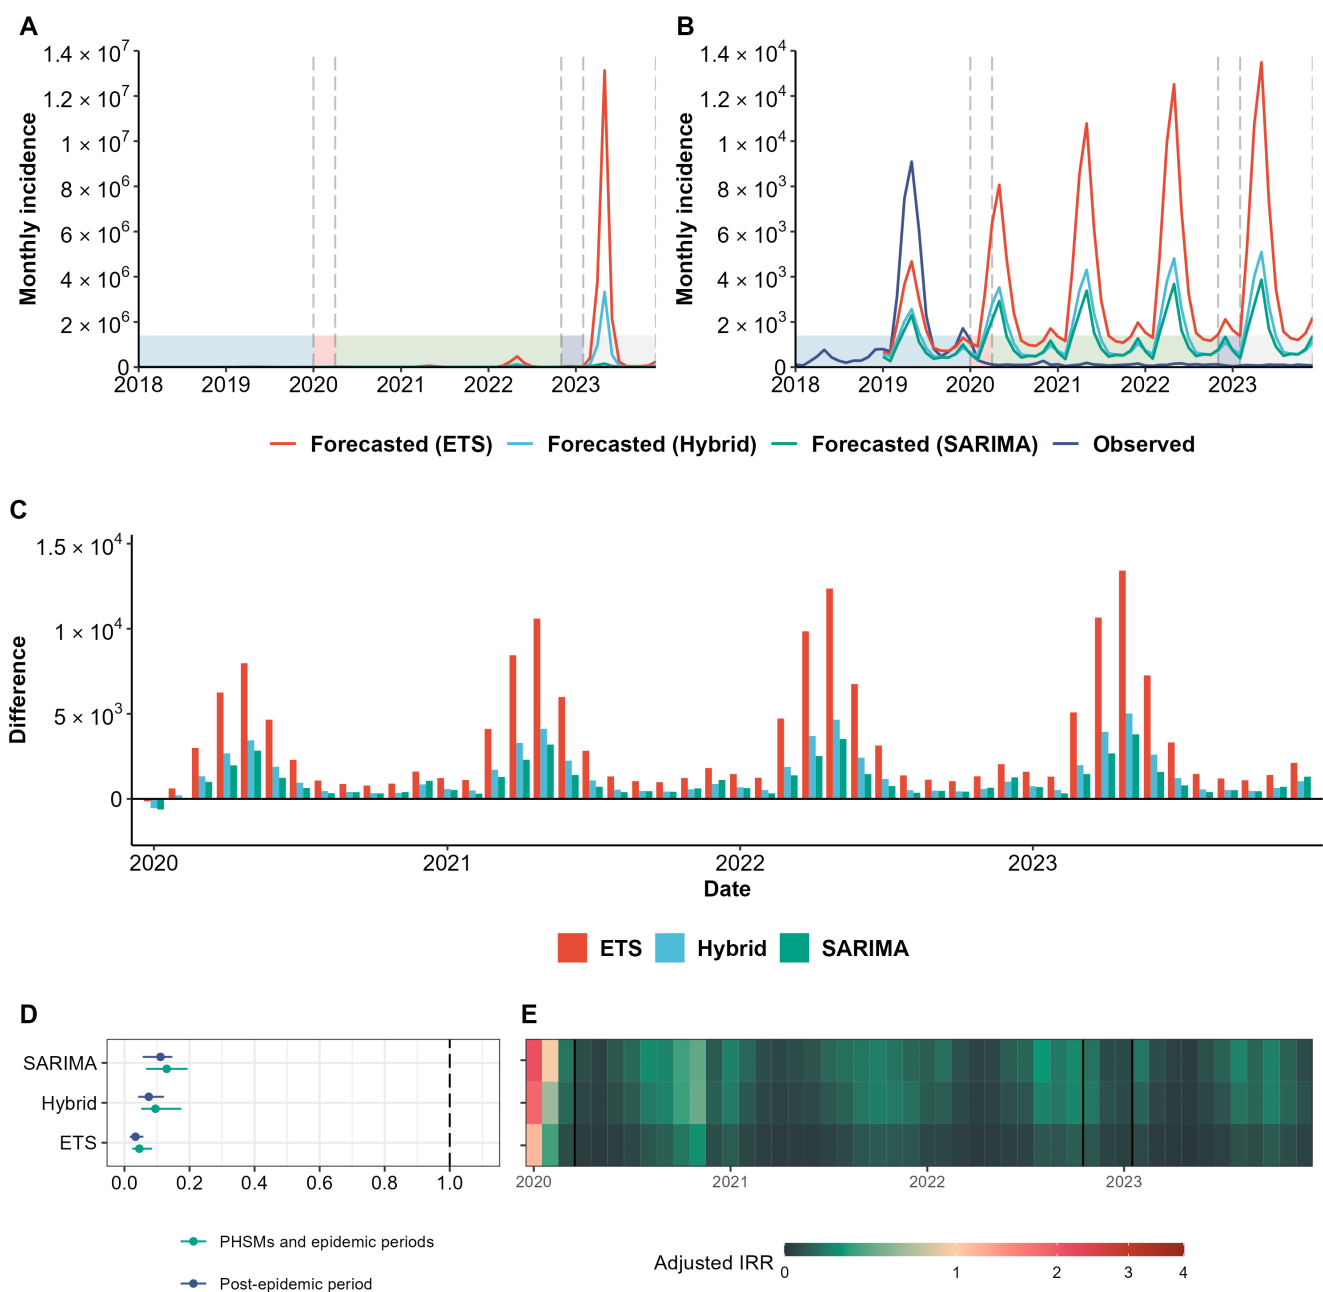 A
B
1.4 × 10^7
1.2 × 10^7
1 × 10^7
8 × 10^6
6 × 10^6
4 × 10^6
2 × 10^6
0
Monthly incidence
2018 2019 2020 2021 2022 2023
1.4 × 10^4
1.2 × 10^4
1 × 10^4
8 × 10^3
6 × 10^3
4 × 10^3
2 × 10^3
0
Monthly incidence
2018 2019 2020 2021 2022 2023
Forecasted (ETS) Forecasted (Hybrid) Forecasted (SARIMA) Observed
C
1.5 × 10^4
1 × 10^4
5 × 10^3
0
Difference
2020 2021 2022 2023
Date
ETS Hybrid SARIMA
D
SARIMA
Hybrid
ETS
0.0 0.2 0.4 0.6 0.8 1.0
PHSMs and epidemic periods
Post-epidemic period
E
2020 2021 2022 2023
Adjusted IRR
0 1 2 3 4